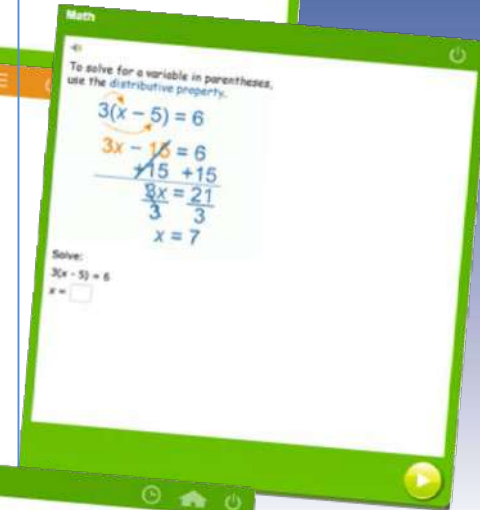 Math
To solve for a variable in parentheses,
use the distributive property.
3(x − 5) = 6
3x − 15 = 6
+15 +15
3x = 21
3 3
x = 7
Solve:
3(x - 5) = 6
x =